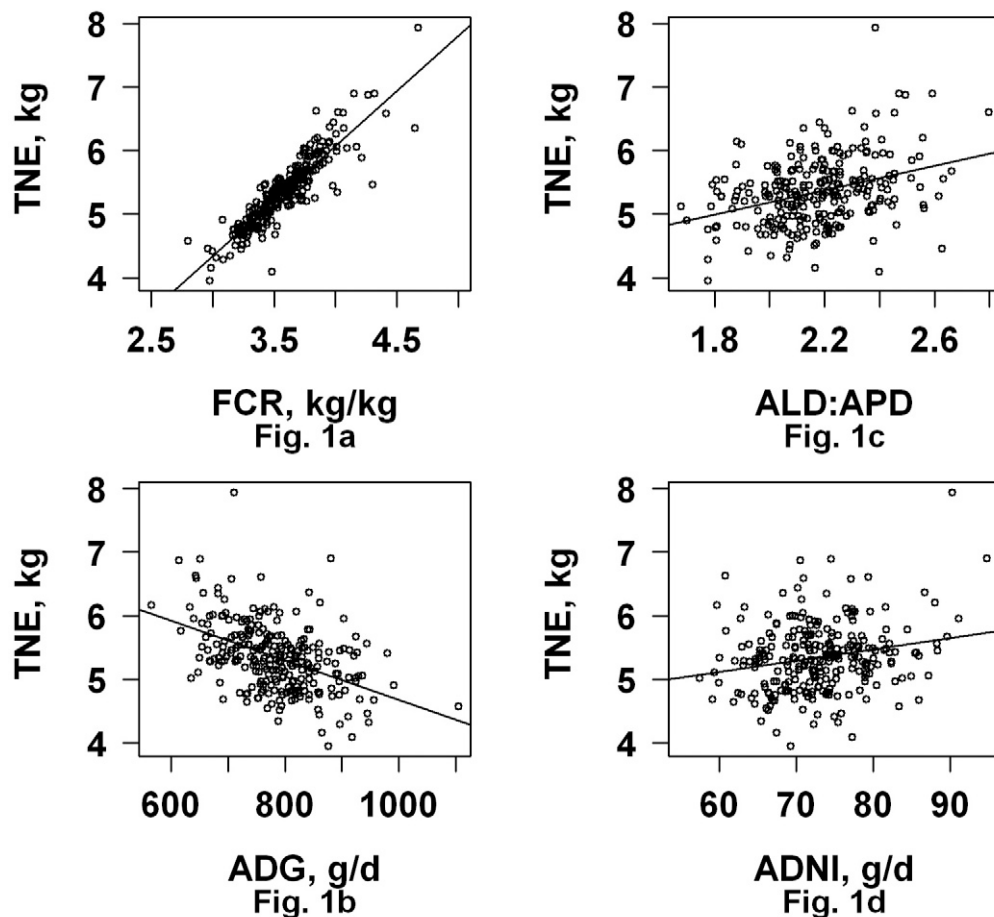 8
7
6
5
4
TNE, kg
2.5 3.5 4.5
FCR, kg/kg
Fig. 1a
8
7
6
5
4
TNE, kg
1.8 2.2 2.6
ALD:APD
Fig. 1c
8
7
6
5
4
TNE, kg
600 800 1000
ADG, g/d
Fig. 1b
8
7
6
5
4
TNE, kg
60 70 80 90
ADNI, g/d
Fig. 1d